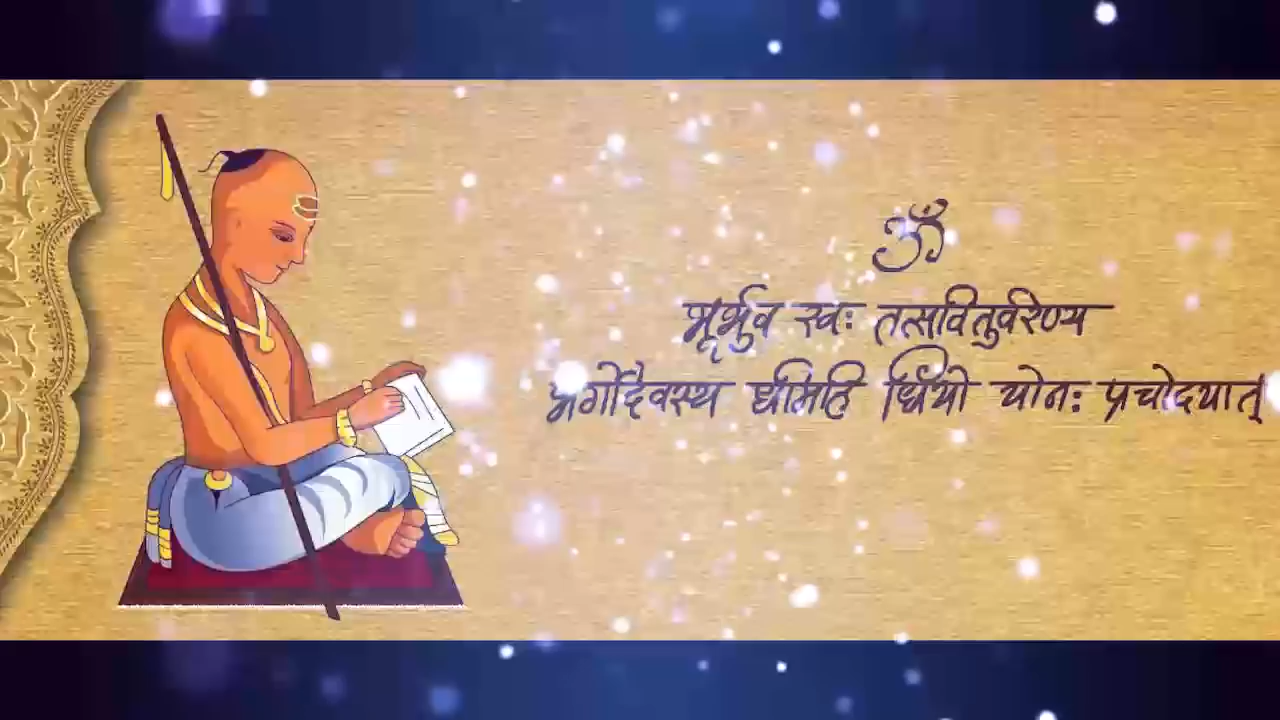 ॐ
भूर्भुव स्वः तत्सवितुर्वरेण्य
भर्गोदेवस्य धीमहि धियो योनः प्रचोदयात्